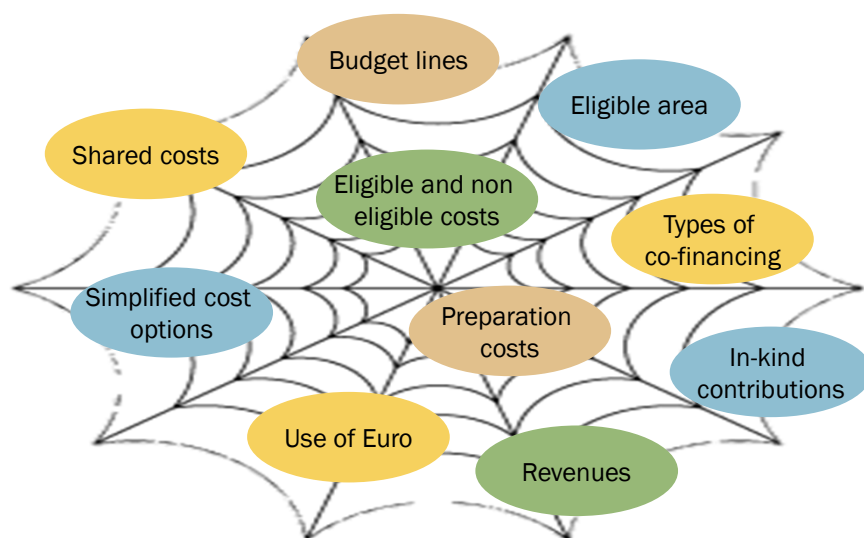 Budget lines
Eligible area
Shared costs
Eligible and non
eligible costs
Types of
co-financing
Simplified cost
options
Preparation
costs
In-kind
contributions
Use of Euro
Revenues